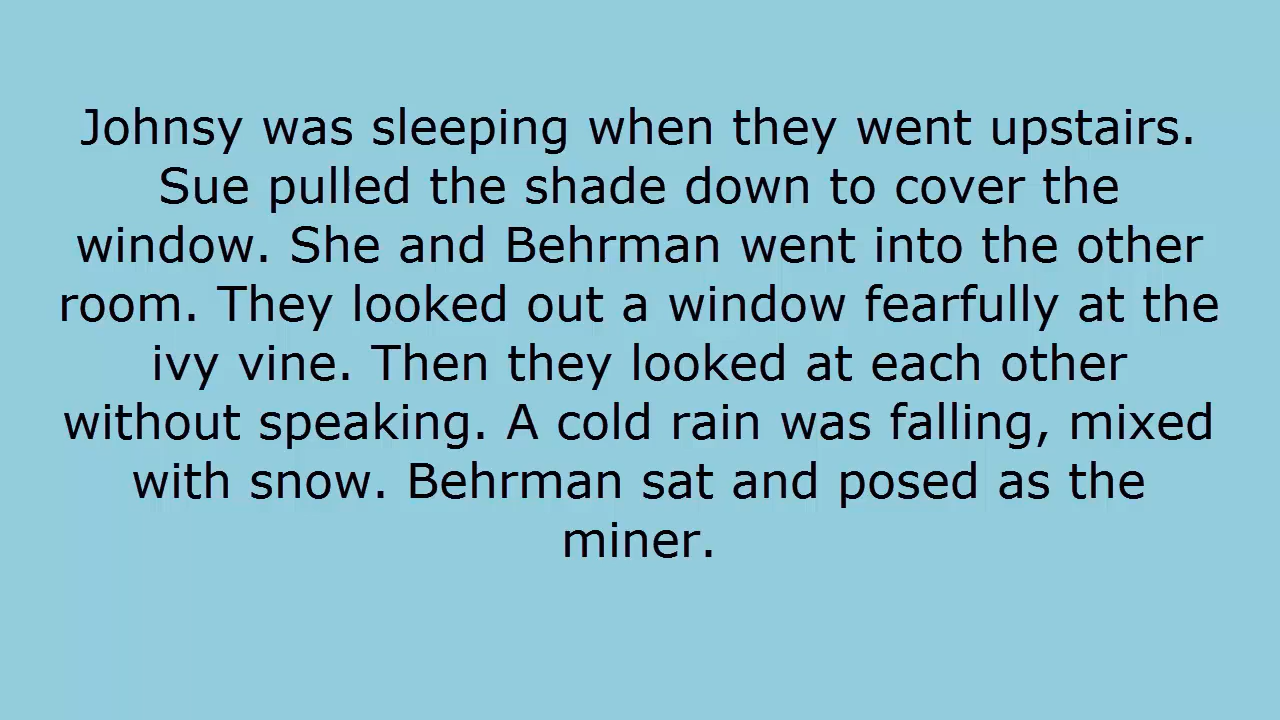 Johnsy was sleeping when they went upstairs.
Sue pulled the shade down to cover the
window. She and Behrman went into the other
room. They looked out a window fearfully at the
ivy vine. Then they looked at each other
without speaking. A cold rain was falling, mixed
with snow. Behrman sat and posed as the
miner.